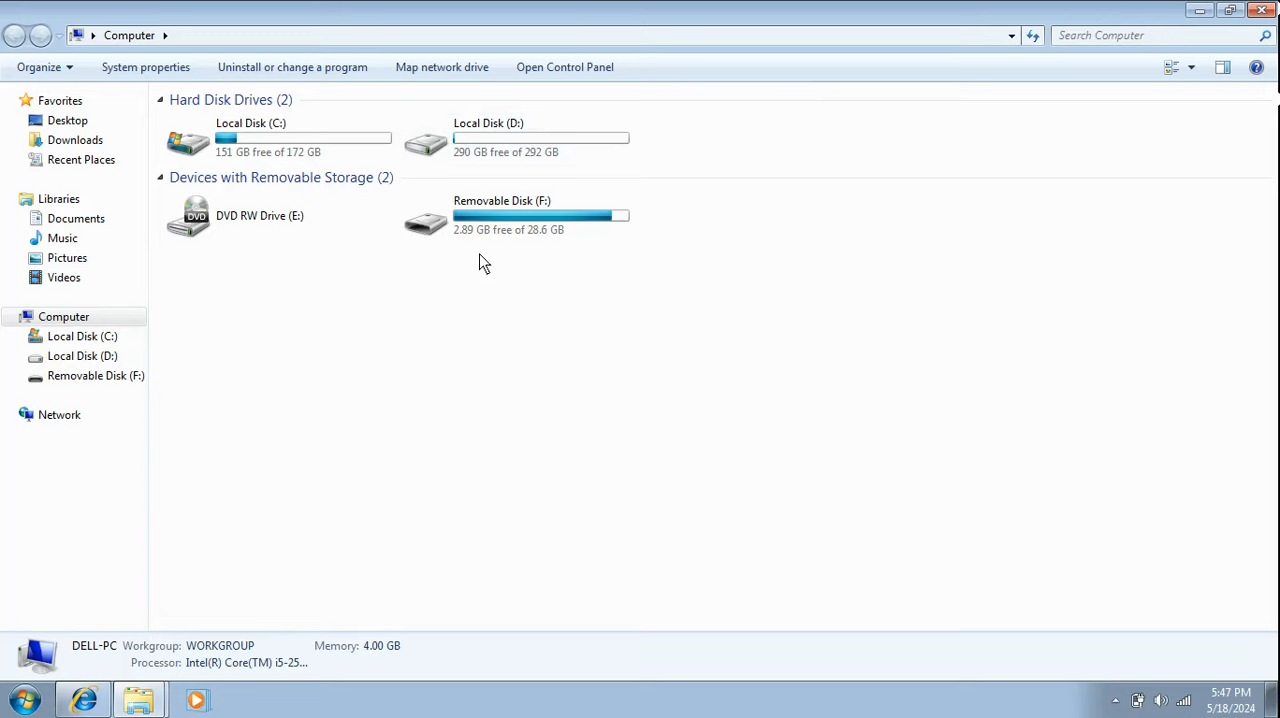 Computer
Search Computer
Organize
System properties
Uninstall or change a program
Map network drive
Open Control Panel
Favorites
Desktop
Downloads
Recent Places
Libraries
Documents
Music
Pictures
Videos
Computer
Local Disk (C:)
Local Disk (D:)
Removable Disk (F:)
Network
Hard Disk Drives (2)
Local Disk (C:)
151 GB free of 172 GB
Local Disk (D:)
290 GB free of 292 GB
Devices with Removable Storage (2)
DVD
DVD RW Drive (E:)
Removable Disk (F:)
2.89 GB free of 28.6 GB
DELL-PC Workgroup: WORKGROUP Memory: 4.00 GB
Processor: Intel(R) Core(TM) i5-25...
5:47 PM
5/18/2024